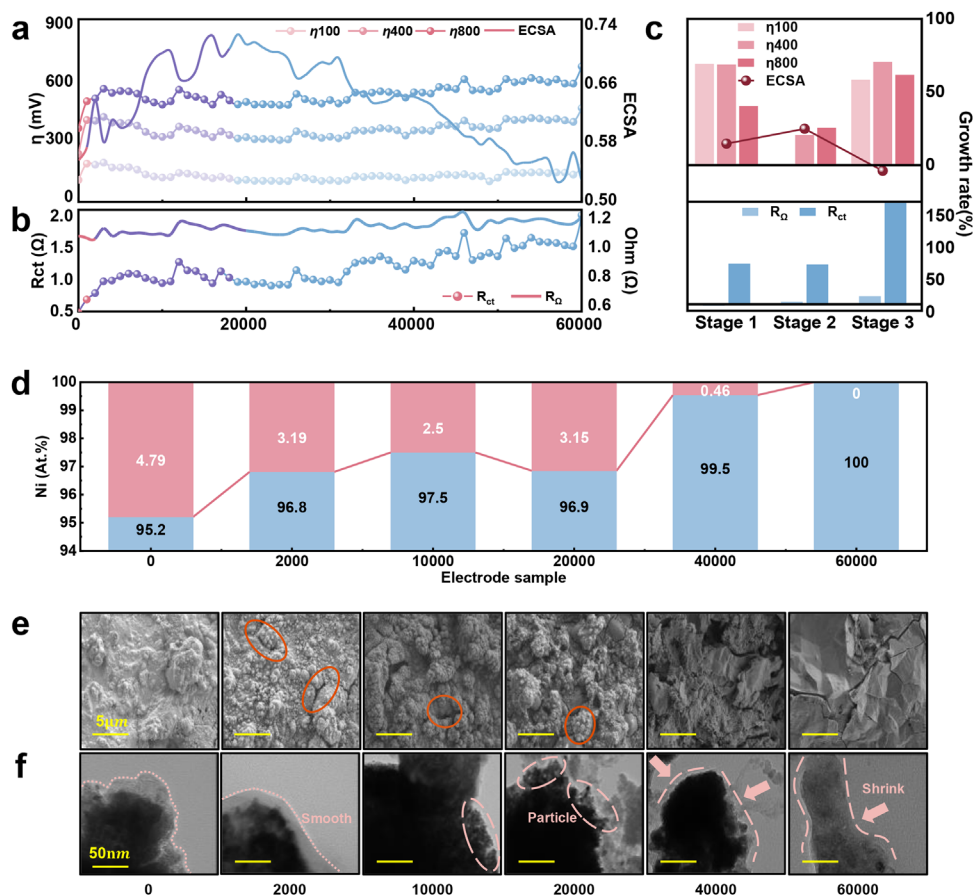 a
η100 η400 η800 ECSA
900
600
300
0
η (mV)
0.74
0.66
0.58
0.50
ECSA
b
2.0
1.5
1.0
0.5
Rct (Ω)
1.2
1.0
0.8
0.6
Ohm (Ω)
Rct RΩ
0 20000 40000 60000
c
η100
η400
η800
ECSA
100
50
0
RΩ Rct
150
100
50
0
Growth rate(%)
Stage 1 Stage 2 Stage 3
d
100
99
98
97
96
95
94
Ni (At.%)
4.79 3.19 2.5 3.15 0.46 0
95.2 96.8 97.5 96.9 99.5 100
0 2000 10000 20000 40000 60000
Electrode sample
e
5μm
f
Smooth
Particle
Shrink
50nm
0 2000 10000 20000 40000 60000